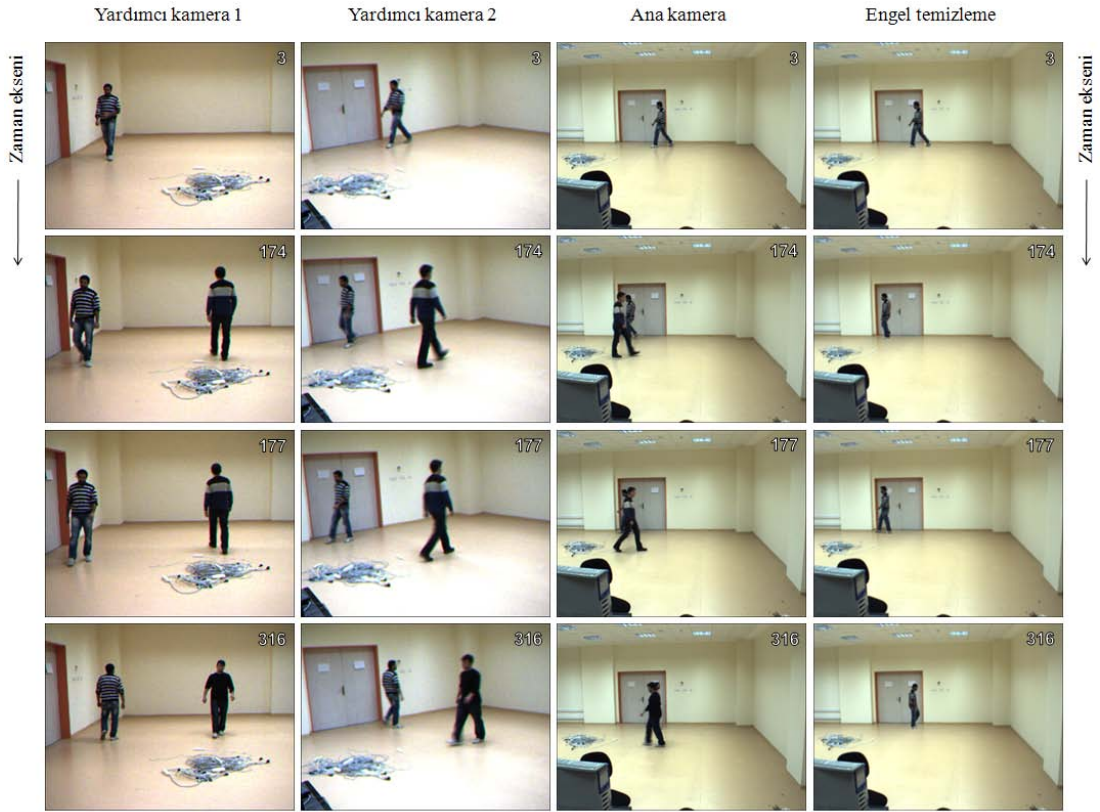 Yardımcı kamera 1 Yardımcı kamera 2 Ana kamera Engel temizleme
Zaman ekseni Zaman ekseni
3 3 3 3
174 174 174 174
177 177 177 177
316 316 316 316